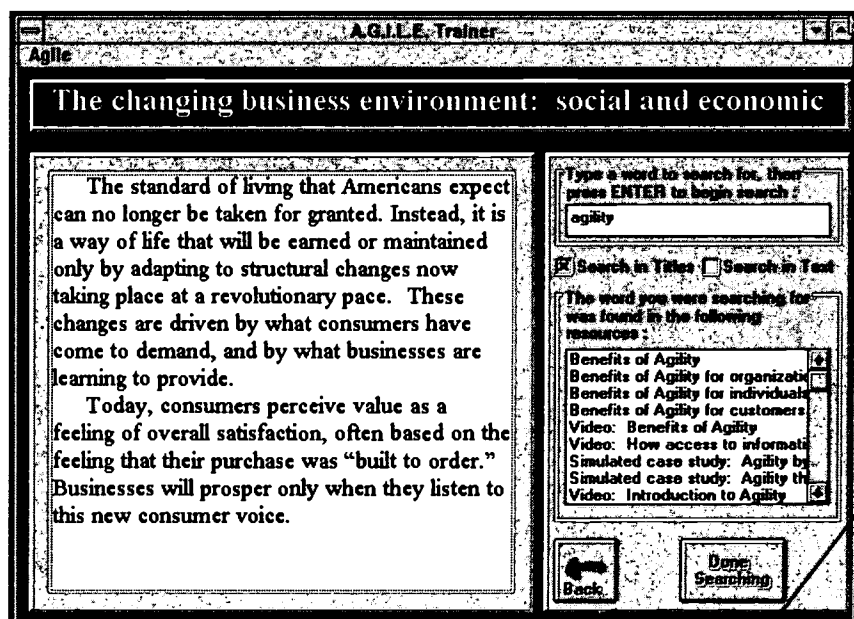 A.G.I.L.E. Trainer
Agile
The changing business environment: social and economic
The standard of living that Americans expect
can no longer be taken for granted. Instead, it is
a way of life that will be earned or maintained
only by adapting to structural changes now
taking place at a revolutionary pace. These
changes are driven by what consumers have
come to demand, and by what businesses are
learning to provide.
Today, consumers perceive value as a
feeling of overall satisfaction, often based on the
feeling that their purchase was “built to order.”
Businesses will prosper only when they listen to
this new consumer voice.
Type a word to search for, then
press ENTER to begin search :
agility
Search in Titles Search in Text
The word you were searching for
was found in the following
resources :
Benefits of Agility
Benefits of Agility for organizatio
Benefits of Agility for individuals
Benefits of Agility for customers
Video: Benefits of Agility
Video: How access to informati
Simulated case study: Agility by
Simulated case study: Agility th
Video: Introduction to Agility
Back
Done
Searching